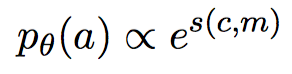 p_θ(a) ∝ e^{s(c,m)}